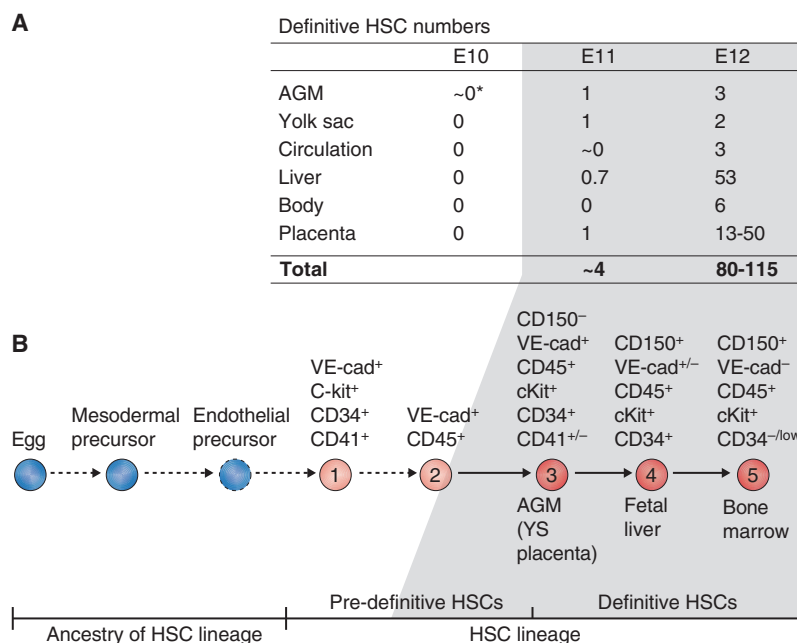 A
Definitive HSC numbers
E10 E11 E12
AGM ~0* 1 3
Yolk sac 0 1 2
Circulation 0 ~0 3
Liver 0 0.7 53
Body 0 0 6
Placenta 0 1 13-50
Total ~4 80-115
B
Egg
Mesodermal
precursor
Endothelial
precursor
VE-cad⁺
C-kit⁺
CD34⁺
CD41⁺
VE-cad⁺
CD45⁺
CD150⁻
VE-cad⁺
CD45⁺
cKit⁺
CD34⁺
CD41⁺/⁻
CD150⁺
VE-cad⁺/⁻
CD45⁺
cKit⁺
CD34⁺
CD150⁺
VE-cad⁻
CD45⁺
cKit⁺
CD34⁻/low
1 2 3 4 5
AGM
(YS
placenta)
Fetal
liver
Bone
marrow
Pre-definitive HSCs Definitive HSCs
Ancestry of HSC lineage HSC lineage